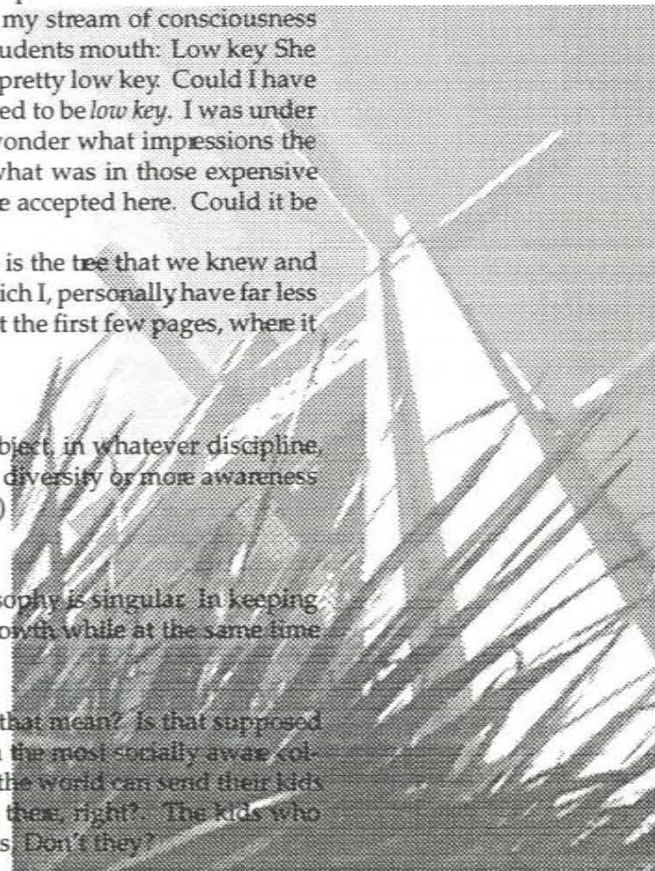 my stream of consciousness
udents mouth: Low key She
pretty low key. Could I have
ed to be low key. I was under
wonder what impressions the
what was in those expensive
e accepted here. Could it be
is the tree that we knew and
ich I, personally have far less
t the first few pages, where it
bject, in whatever discipline,
diversity or more awareness
)
sophy is singular. In keeping
owth while at the same time
that mean? Is that supposed
n the most socially aware col-
the world can send their kids
there, right?. The kids who
s, Don't they?